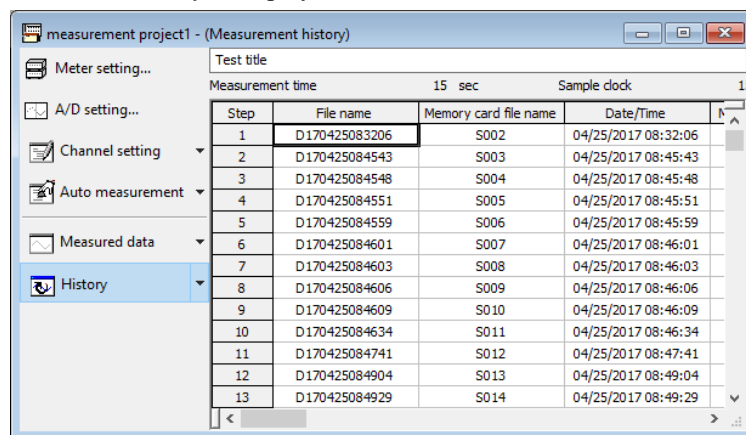 measurement project1 - (Measurement history)
Meter setting...
A/D setting...
Channel setting
Auto measurement
Measured data
History
Test title
Measurement time 15 sec Sample clock 1
Step File name Memory card file name Date/Time
1 D170425083206 S002 04/25/2017 08:32:06
2 D170425084543 S003 04/25/2017 08:45:43
3 D170425084548 S004 04/25/2017 08:45:48
4 D170425084551 S005 04/25/2017 08:45:51
5 D170425084559 S006 04/25/2017 08:45:59
6 D170425084601 S007 04/25/2017 08:46:01
7 D170425084603 S008 04/25/2017 08:46:03
8 D170425084606 S009 04/25/2017 08:46:06
9 D170425084609 S010 04/25/2017 08:46:09
10 D170425084634 S011 04/25/2017 08:46:34
11 D170425084741 S012 04/25/2017 08:47:41
12 D170425084904 S013 04/25/2017 08:49:04
13 D170425084929 S014 04/25/2017 08:49:29